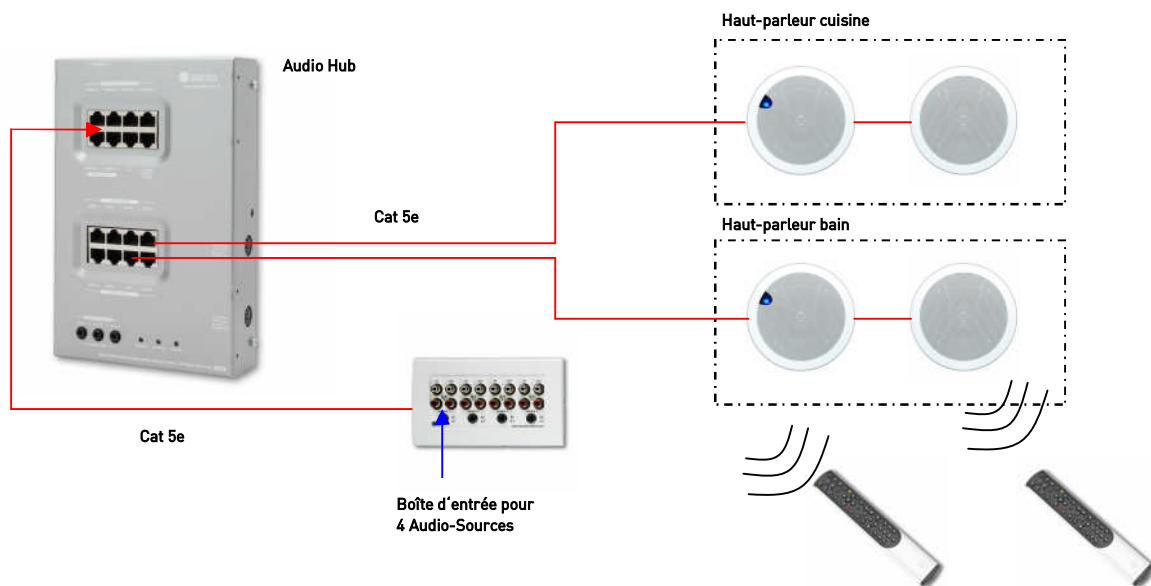 Haut-parleur cuisine
Audio Hub
Cat 5e
Haut-parleur bain
Cat 5e
Boîte d'entrée pour
4 Audio-Sources